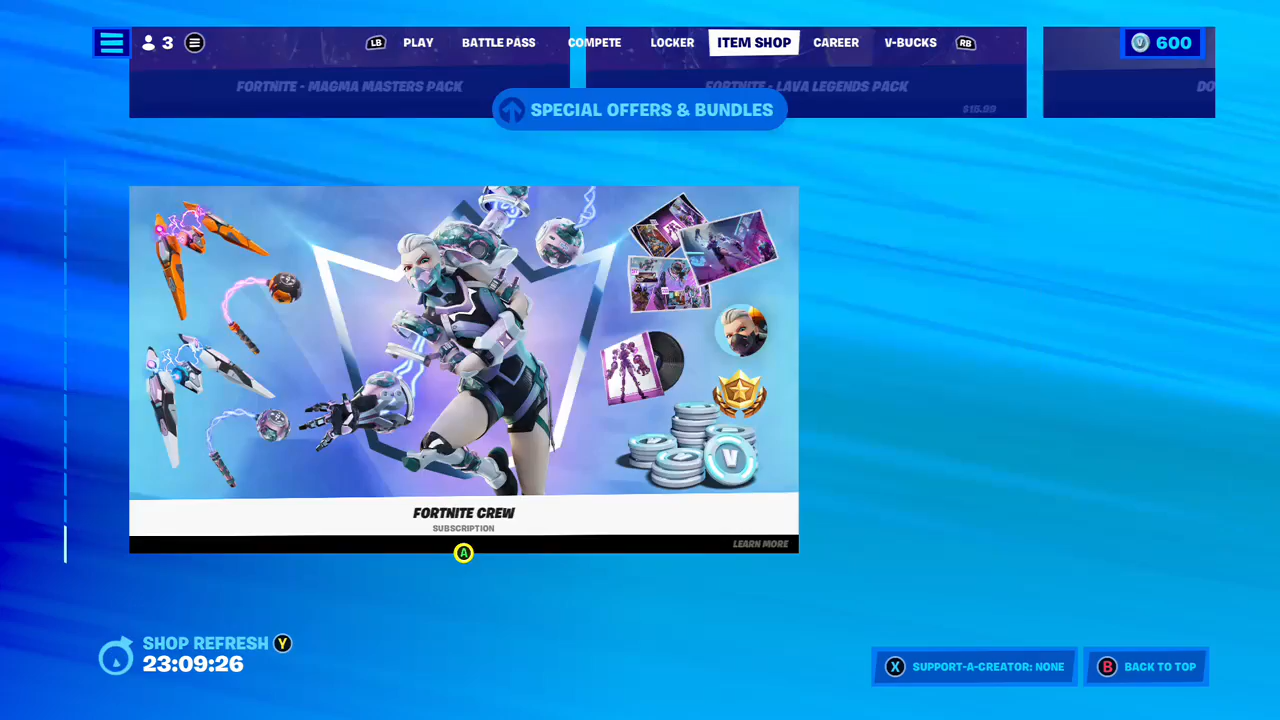 3
LB
PLAY
BATTLE PASS
COMPETE
LOCKER
ITEM SHOP
CAREER
V-BUCKS
RB
600
FORTNITE - MAGMA MASTERS PACK
FORTNITE - LAVA LEGENDS PACK
DO
$15.99
SPECIAL OFFERS & BUNDLES
V
FORTNITE CREW
SUBSCRIPTION
LEARN MORE
A
SHOP REFRESH Y
23:09:26
X SUPPORT-A-CREATOR: NONE
B BACK TO TOP